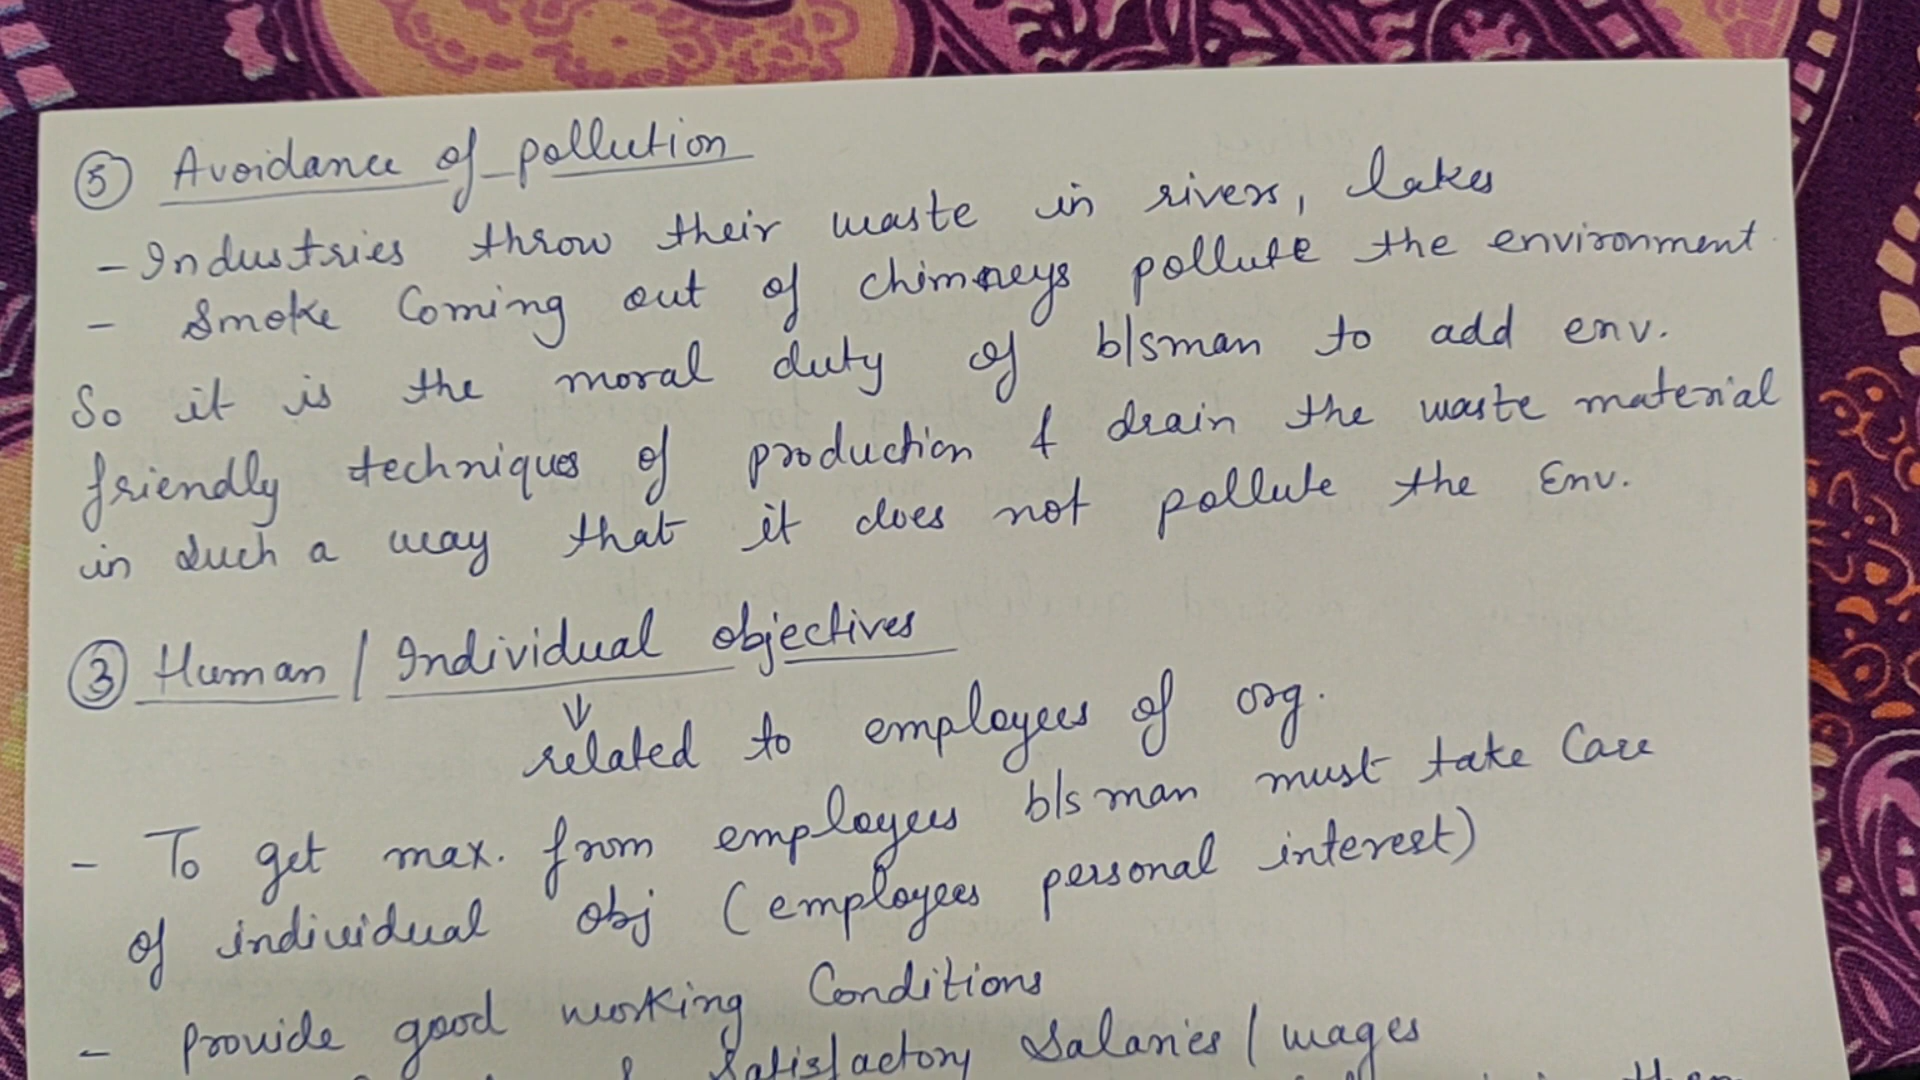 ⑤ Avoidance of pollution
- Industries throw their waste in rivers, lakes
- Smoke Coming out of chimneys pollute the environment.
So it is the moral duty of b/sman to add env.
friendly techniques of production & drain the waste material
in such a way that it does not pollute the Env.
③ Human / Individual objectives
↓
related to employees of org.
- To get max. from employees b/s man must take Care
of individual obj (employees personal interest)
- Provide good working Conditions
Satisfactory Salaries / wages